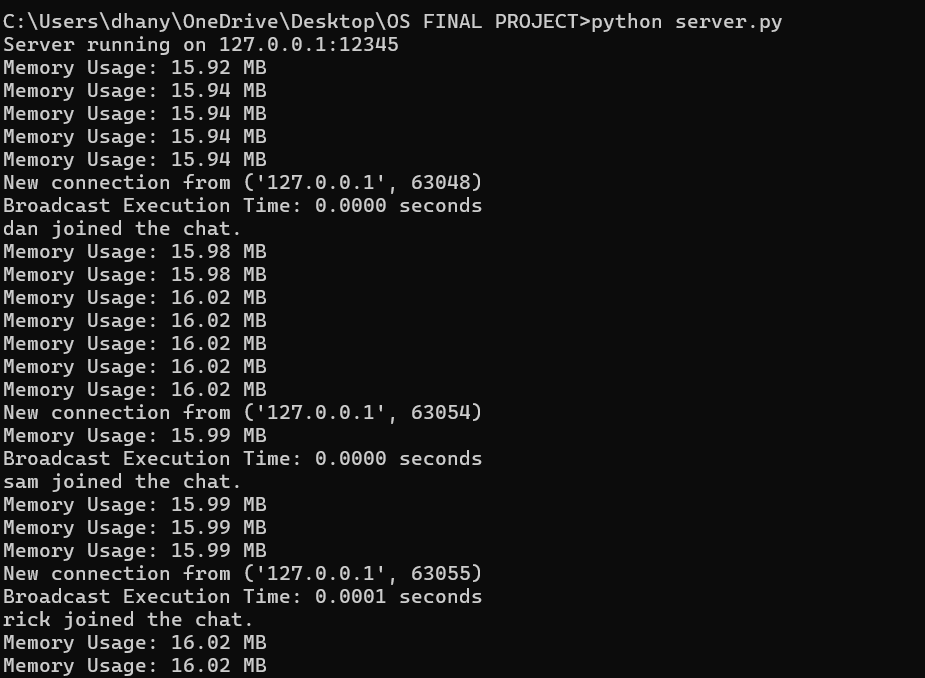 C:\Users\dhany\OneDrive\Desktop\OS FINAL PROJECT>python server.py
Server running on 127.0.0.1:12345
Memory Usage: 15.92 MB
Memory Usage: 15.94 MB
Memory Usage: 15.94 MB
Memory Usage: 15.94 MB
Memory Usage: 15.94 MB
New connection from ('127.0.0.1', 63048)
Broadcast Execution Time: 0.0000 seconds
dan joined the chat.
Memory Usage: 15.98 MB
Memory Usage: 15.98 MB
Memory Usage: 16.02 MB
Memory Usage: 16.02 MB
Memory Usage: 16.02 MB
Memory Usage: 16.02 MB
Memory Usage: 16.02 MB
New connection from ('127.0.0.1', 63054)
Memory Usage: 15.99 MB
Broadcast Execution Time: 0.0000 seconds
sam joined the chat.
Memory Usage: 15.99 MB
Memory Usage: 15.99 MB
Memory Usage: 15.99 MB
New connection from ('127.0.0.1', 63055)
Broadcast Execution Time: 0.0001 seconds
rick joined the chat.
Memory Usage: 16.02 MB
Memory Usage: 16.02 MB